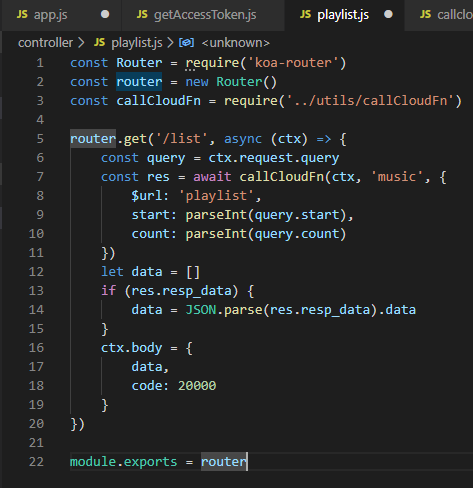 JS app.js ● JS getAccessToken.js JS playlist.js ● JS callclo
controller > JS playlist.js > <unknown>
1 const Router = require('koa-router')
2 const router = new Router()
3 const callCloudFn = require('../utils/callCloudFn')
4
5 router.get('/list', async (ctx) => {
6 const query = ctx.request.query
7 const res = await callCloudFn(ctx, 'music', {
8 $url: 'playlist',
9 start: parseInt(query.start),
10 count: parseInt(query.count)
11 })
12 let data = []
13 if (res.resp_data) {
14 data = JSON.parse(res.resp_data).data
15 }
16 ctx.body = {
17 data,
18 code: 20000
19 }
20 })
21
22 module.exports = router